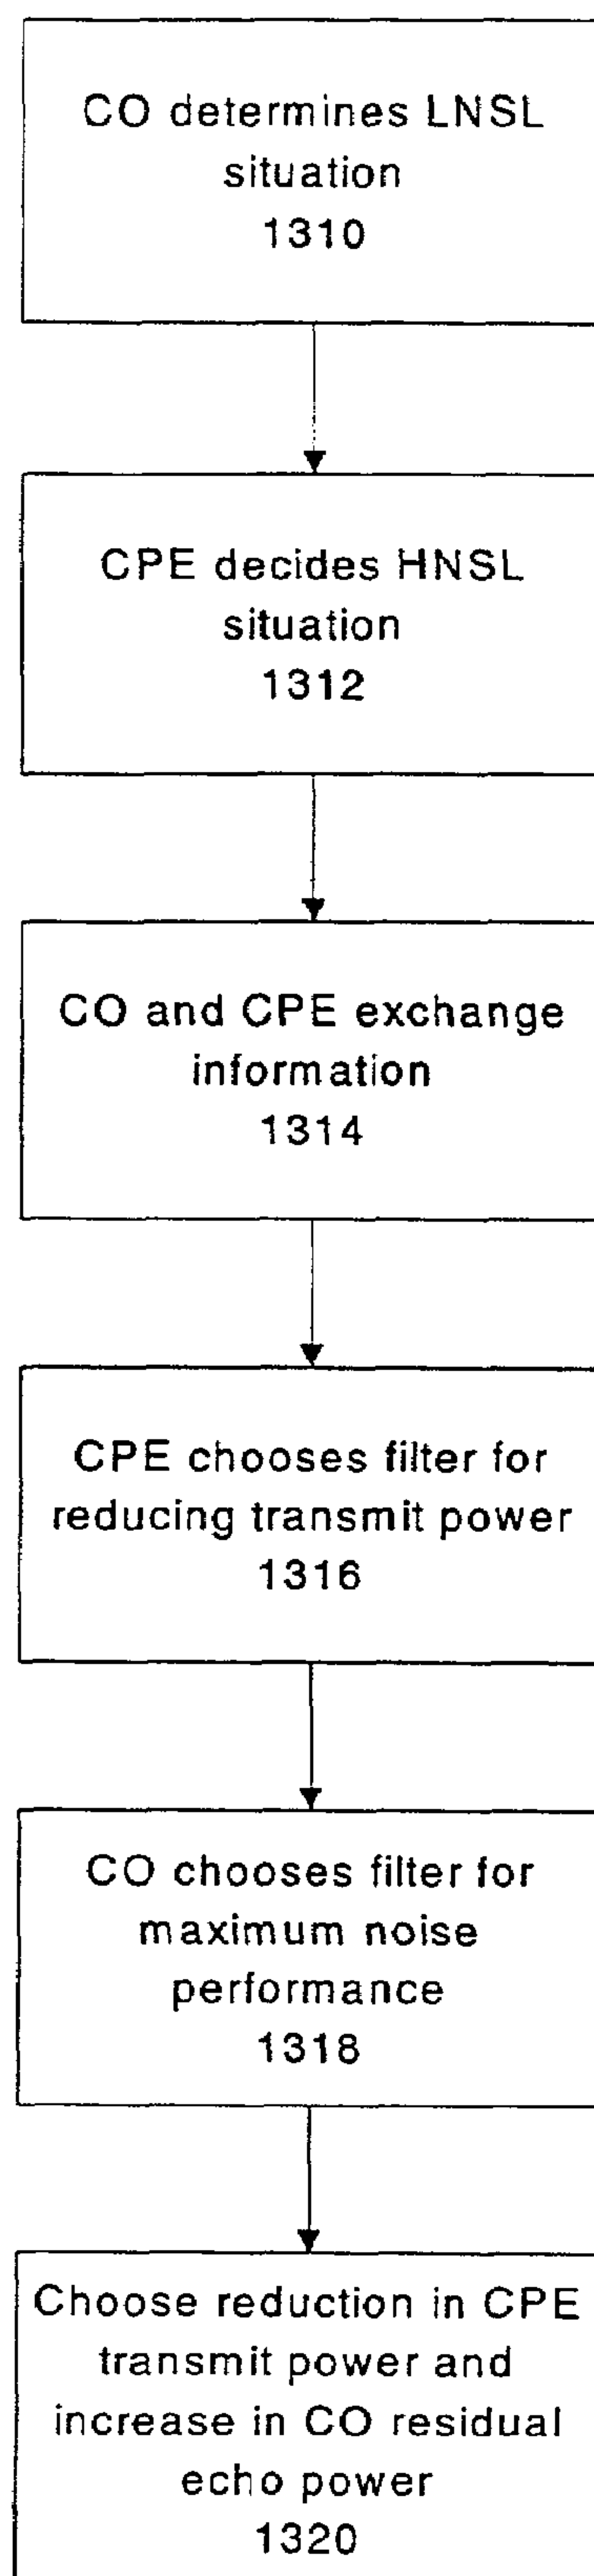 CO determines LNSL
situation
1310
CPE decides HNSL
situation
1312
CO and CPE exchange
information
1314
CPE chooses filter for
reducing transmit power
1316
CO chooses filter for
maximum noise
performance
1318
Choose reduction in CPE
transmit power and
increase in CO residual
echo power
1320